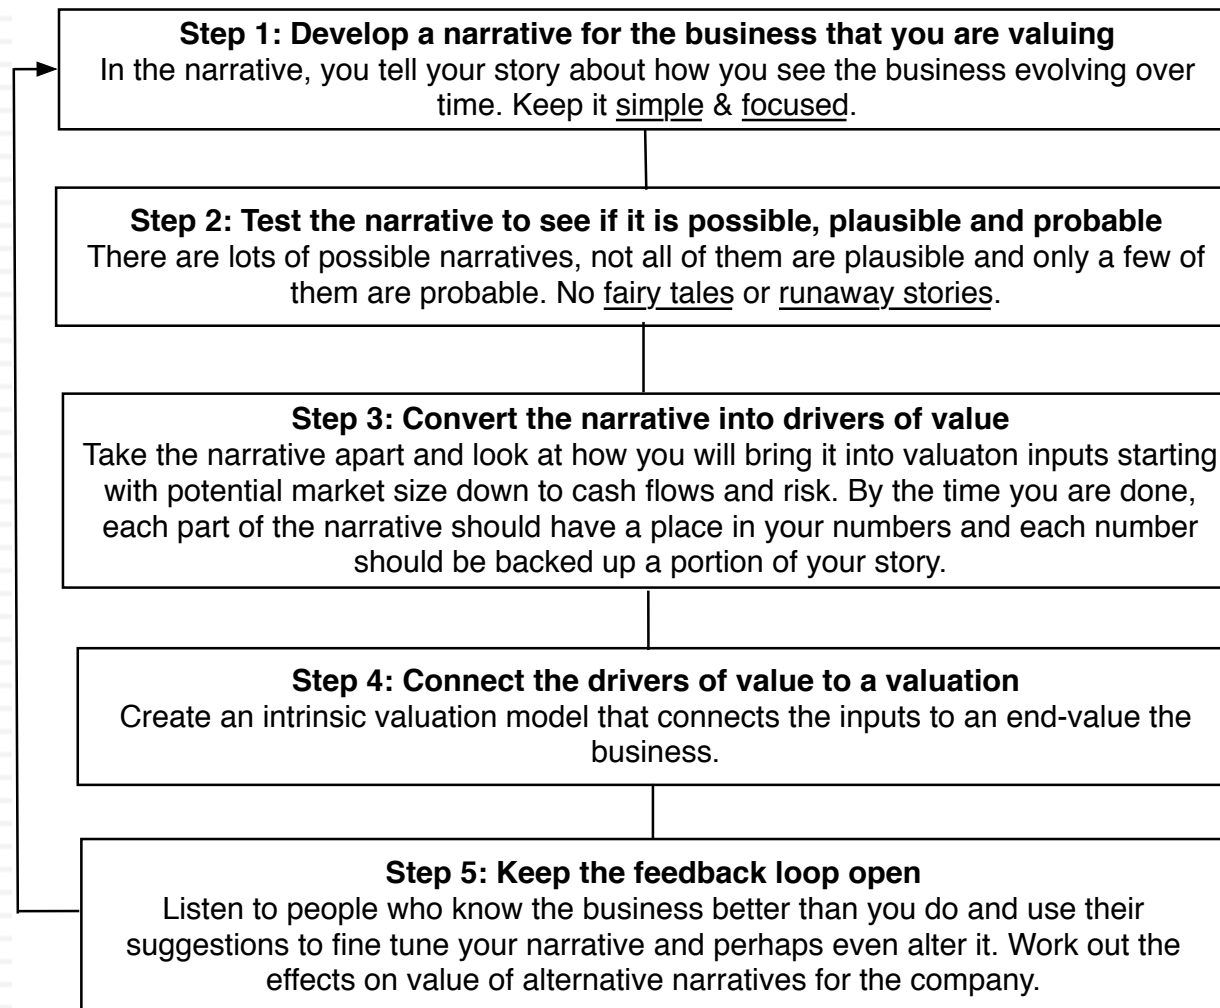 Step 1: Develop a narrative for the business that you are valuing
In the narrative, you tell your story about how you see the business evolving over
time. Keep it simple & focused.
Step 2: Test the narrative to see if it is possible, plausible and probable
There are lots of possible narratives, not all of them are plausible and only a few of
them are probable. No fairy tales or runaway stories.
Step 3: Convert the narrative into drivers of value
Take the narrative apart and look at how you will bring it into valuaton inputs starting
with potential market size down to cash flows and risk. By the time you are done,
each part of the narrative should have a place in your numbers and each number
should be backed up a portion of your story.
Step 4: Connect the drivers of value to a valuation
Create an intrinsic valuation model that connects the inputs to an end-value the
business.
Step 5: Keep the feedback loop open
Listen to people who know the business better than you do and use their
suggestions to fine tune your narrative and perhaps even alter it. Work out the
effects on value of alternative narratives for the company.